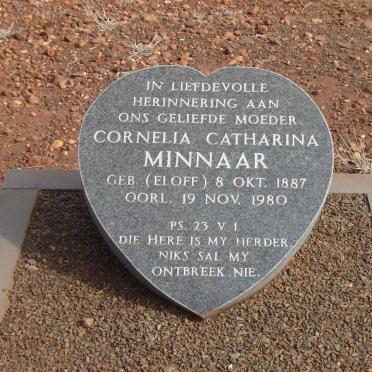 IN LIEFDEVOLLE
HERINNERING AAN
ONS GELIEFDE MOEDER
CORNELIA CATHARINA
MINNAAR
GEB. (ELOFF) 8 OKT. 1887
OORL. 19 NOV. 1980
PS. 23 V 1
DIE HERE IS MY HERDER,
NIKS SAL MY
ONTBREEK NIE.